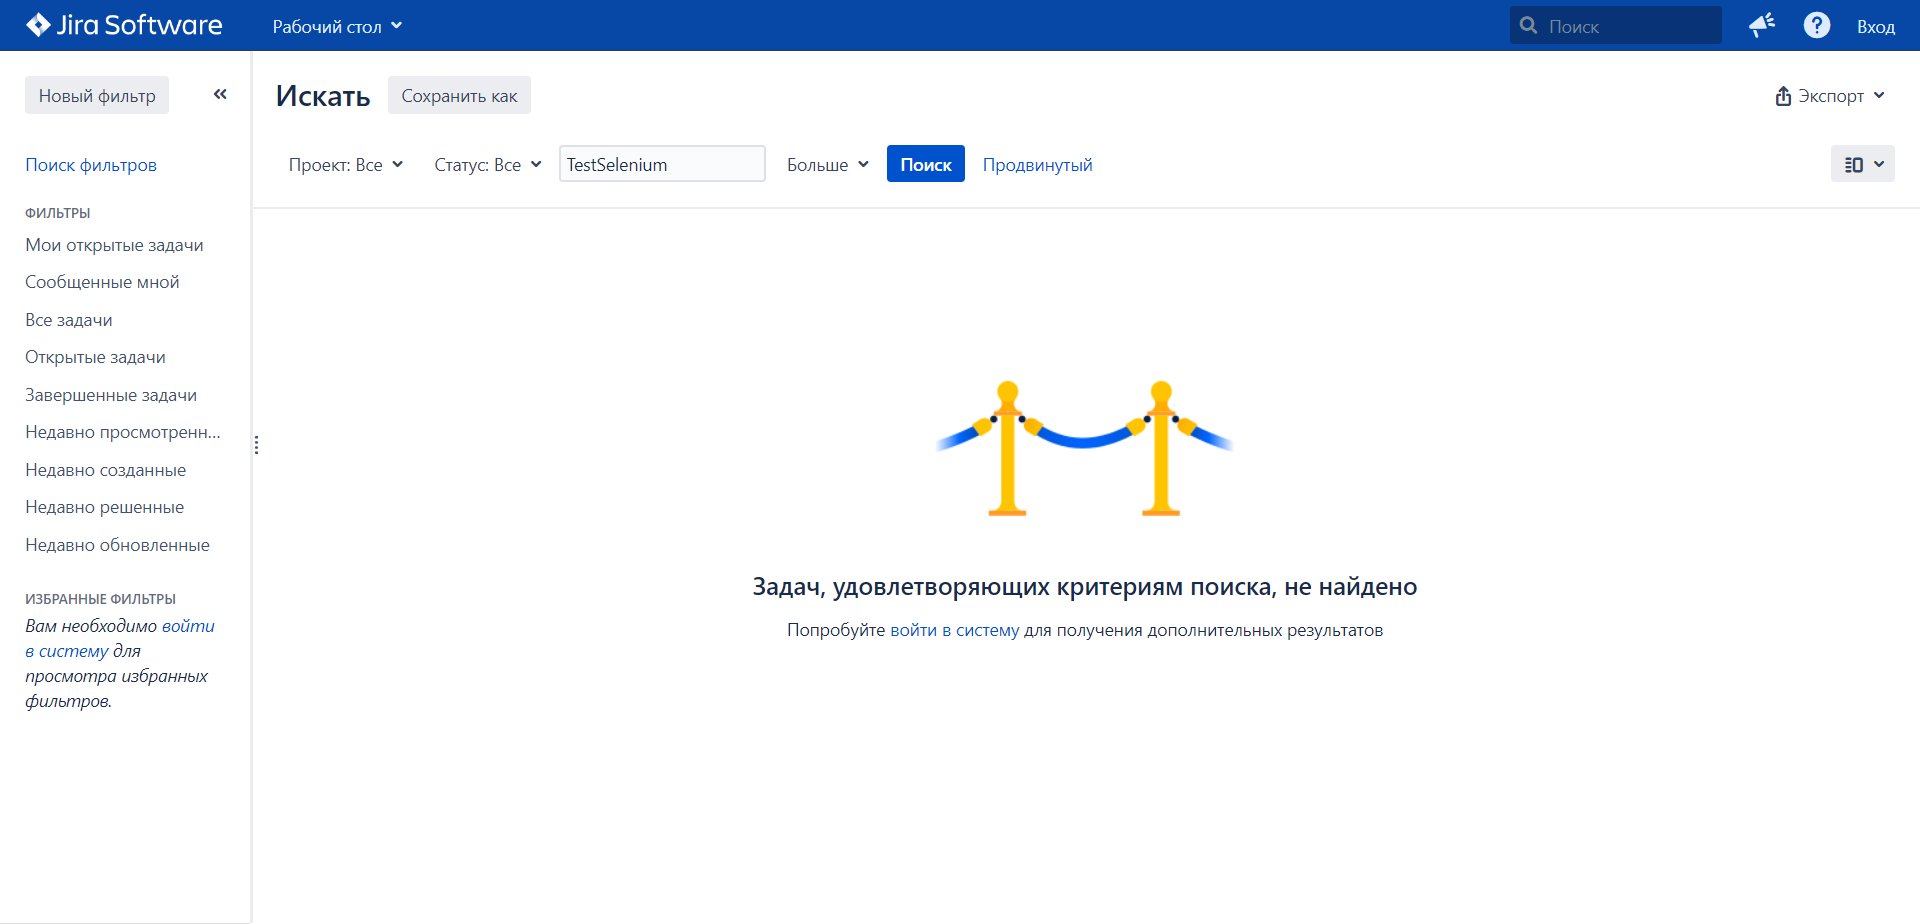 Jira Software
Рабочий стол
Поиск
?
Вход
Новый фильтр
«
Поиск фильтров
ФИЛЬТРЫ
Мои открытые задачи
Сообщенные мной
Все задачи
Открытые задачи
Завершенные задачи
Недавно просмотренн...
Недавно созданные
Недавно решенные
Недавно обновленные
ИЗБРАННЫЕ ФИЛЬТРЫ
Вам необходимо войти
в систему для
просмотра избранных
фильтров.
Искать
Сохранить как
Экспорт
Проект: Все
Статус: Все
TestSelenium
Больше
Поиск
Продвинутый
Задач, удовлетворяющих критериям поиска, не найдено
Попробуйте войти в систему для получения дополнительных результатов